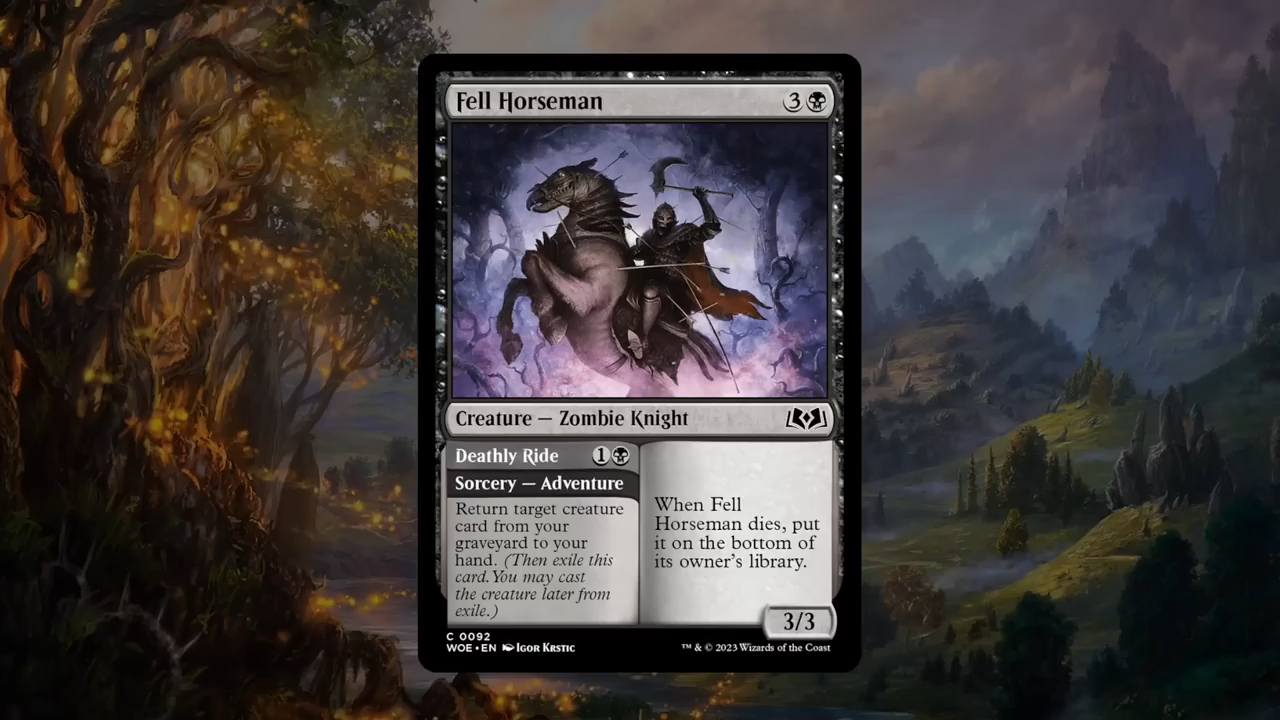 Fell Horseman 3
Creature — Zombie Knight
Deathly Ride 1
Sorcery — Adventure
Return target creature
card from your
graveyard to your
hand. (Then exile this
card.You may cast
the creature later from
exile.)
When Fell
Horseman dies, put
it on the bottom of
its owner's library.
3/3
C 0092
WOE • EN Igor Krstic
™ & © 2023 Wizards of the Coast